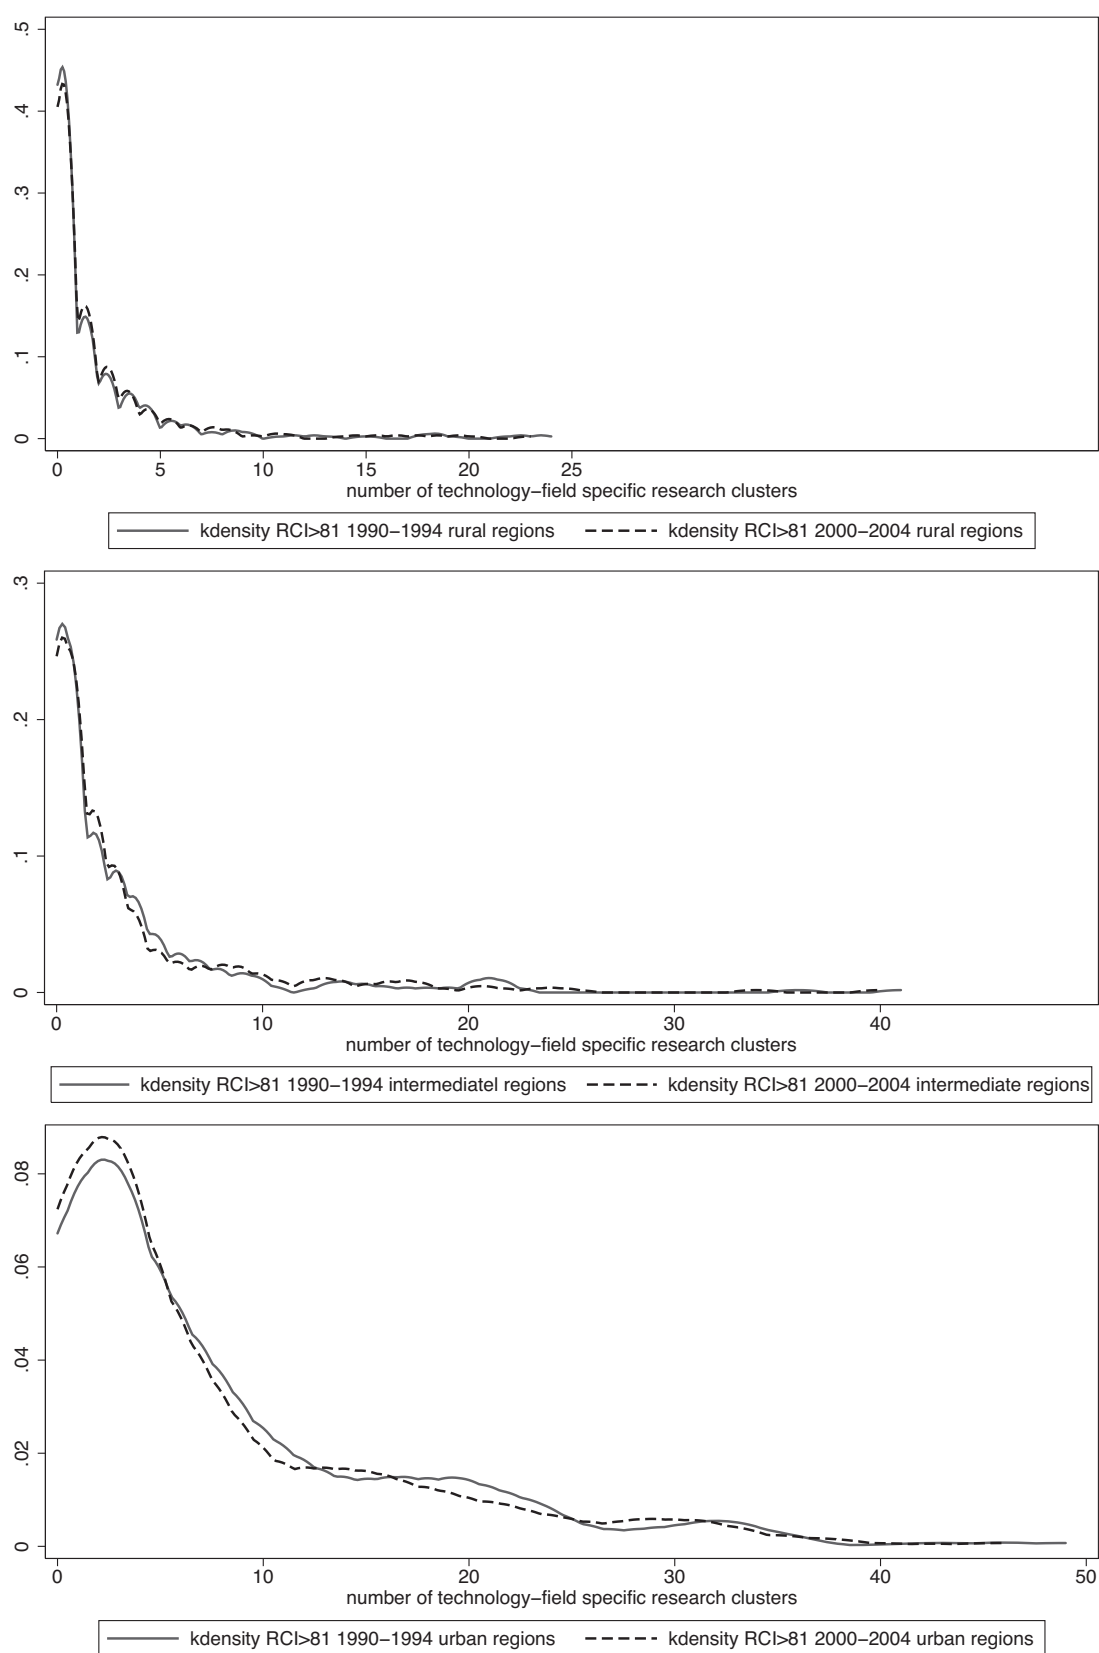 .5
.4
.3
.2
.1
0
0 5 10 15 20 25
number of technology–field specific research clusters
kdensity RCI>81 1990–1994 rural regions kdensity RCI>81 2000–2004 rural regions
.3
.2
.1
0
0 10 20 30 40
number of technology–field specific research clusters
kdensity RCI>81 1990–1994 intermediatel regions kdensity RCI>81 2000–2004 intermediate regions
.08
.06
.04
.02
0
0 10 20 30 40 50
number of technology–field specific research clusters
kdensity RCI>81 1990–1994 urban regions kdensity RCI>81 2000–2004 urban regions